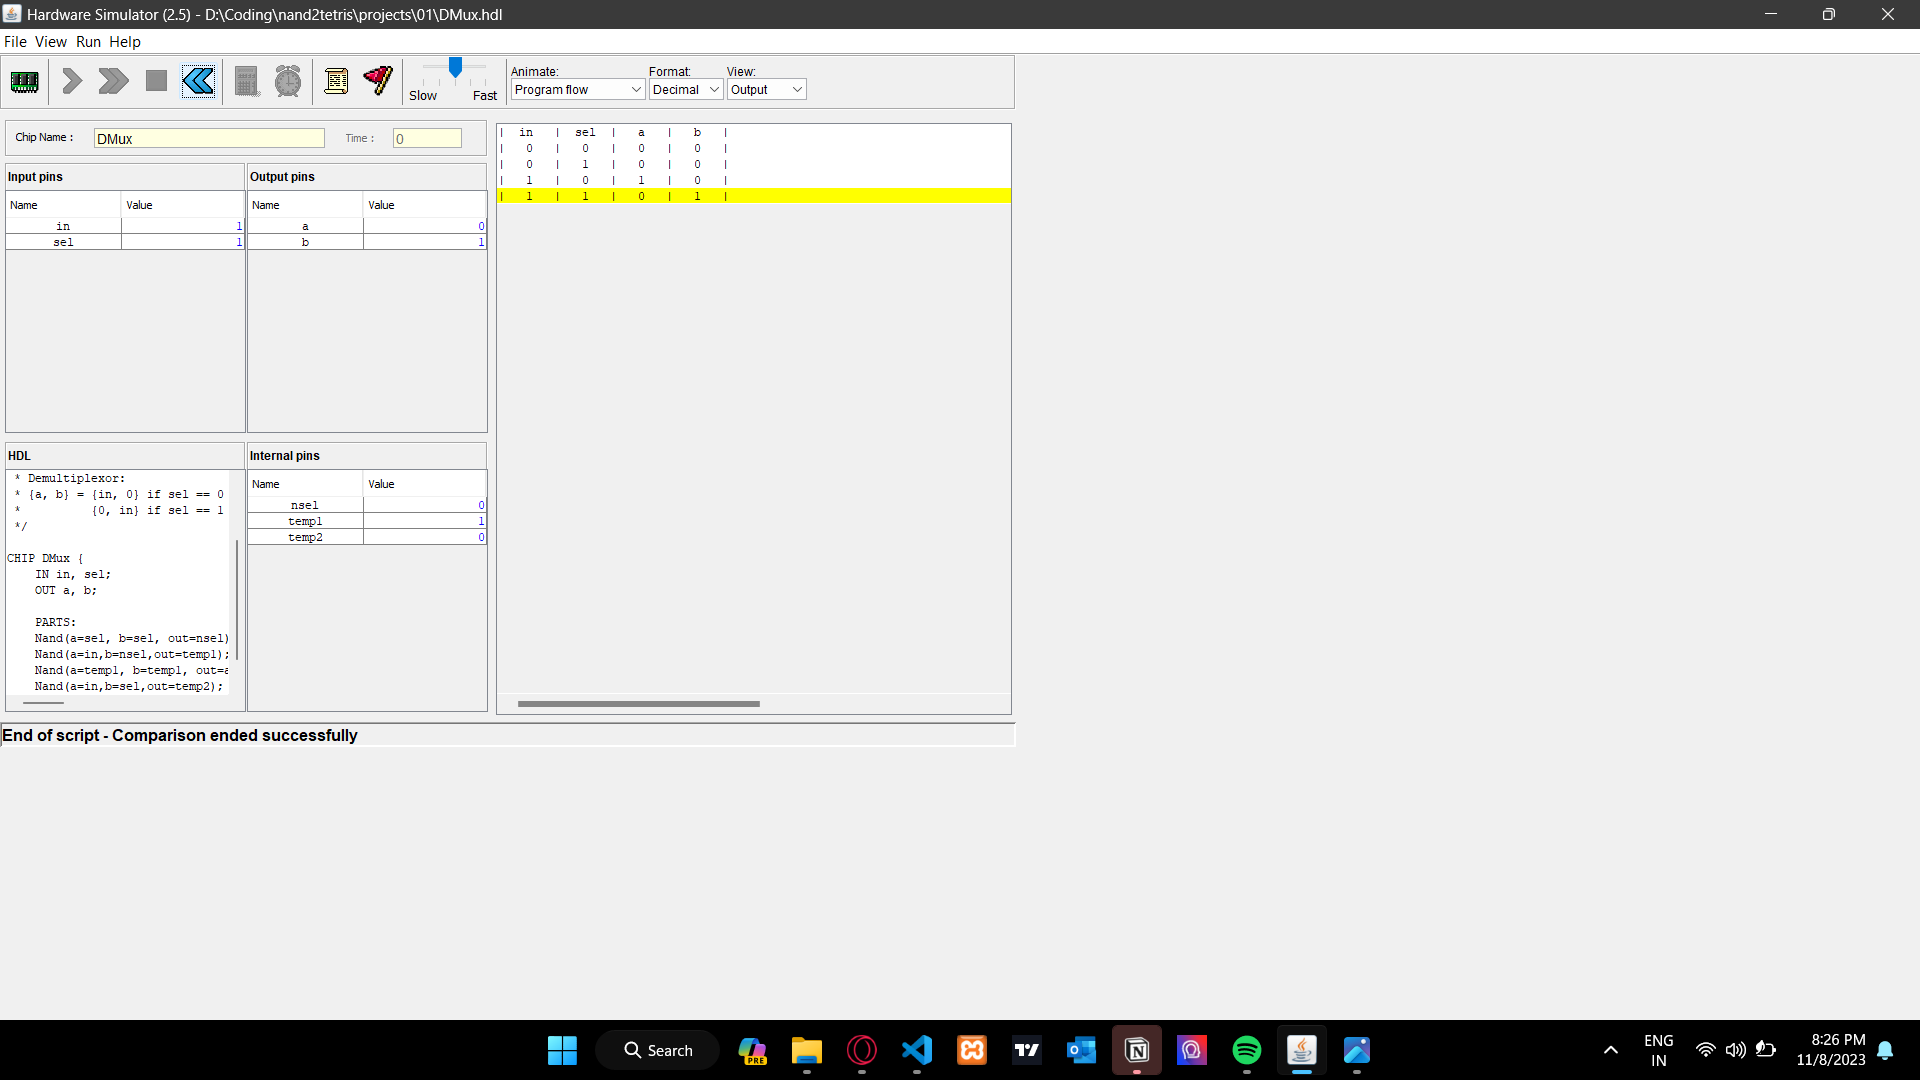 Hardware Simulator (2.5) - D:\Coding\nand2tetris\projects\01\DMux.hdl
File View Run Help
Slow Fast
Animate: Format: View:
Program flow Decimal Output
Chip Name : DMux Time : 0
Input pins
Name Value
in 1
sel 1
Output pins
Name Value
a 0
b 1
HDL
* Demultiplexor:
* {a, b} = {in, 0} if sel == 0
* {0, in} if sel == 1
*/
CHIP DMux {
IN in, sel;
OUT a, b;
PARTS:
Nand(a=sel, b=sel, out=nsel)
Nand(a=in,b=nsel,out=temp1);
Nand(a=temp1, b=temp1, out=a
Nand(a=in,b=sel,out=temp2);
Internal pins
Name Value
nsel 0
temp1 1
temp2 0
| in | sel | a | b |
| 0 | 0 | 0 | 0 |
| 0 | 1 | 0 | 0 |
| 1 | 0 | 1 | 0 |
| 1 | 1 | 0 | 1 |
End of script - Comparison ended successfully
Search
PRE
ENG
IN
8:26 PM
11/8/2023